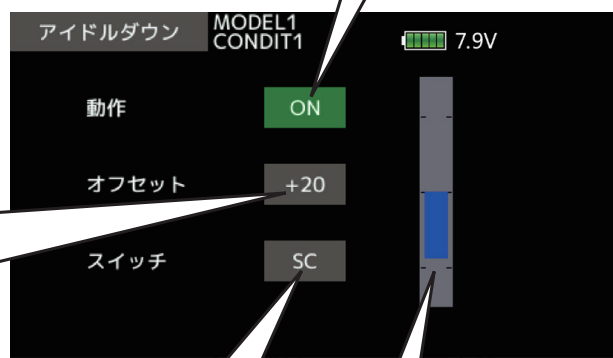 アイドルダウン
MODEL1
CONDIT1
7.9V
動作 ON
オフセット +20
スイッチ SC